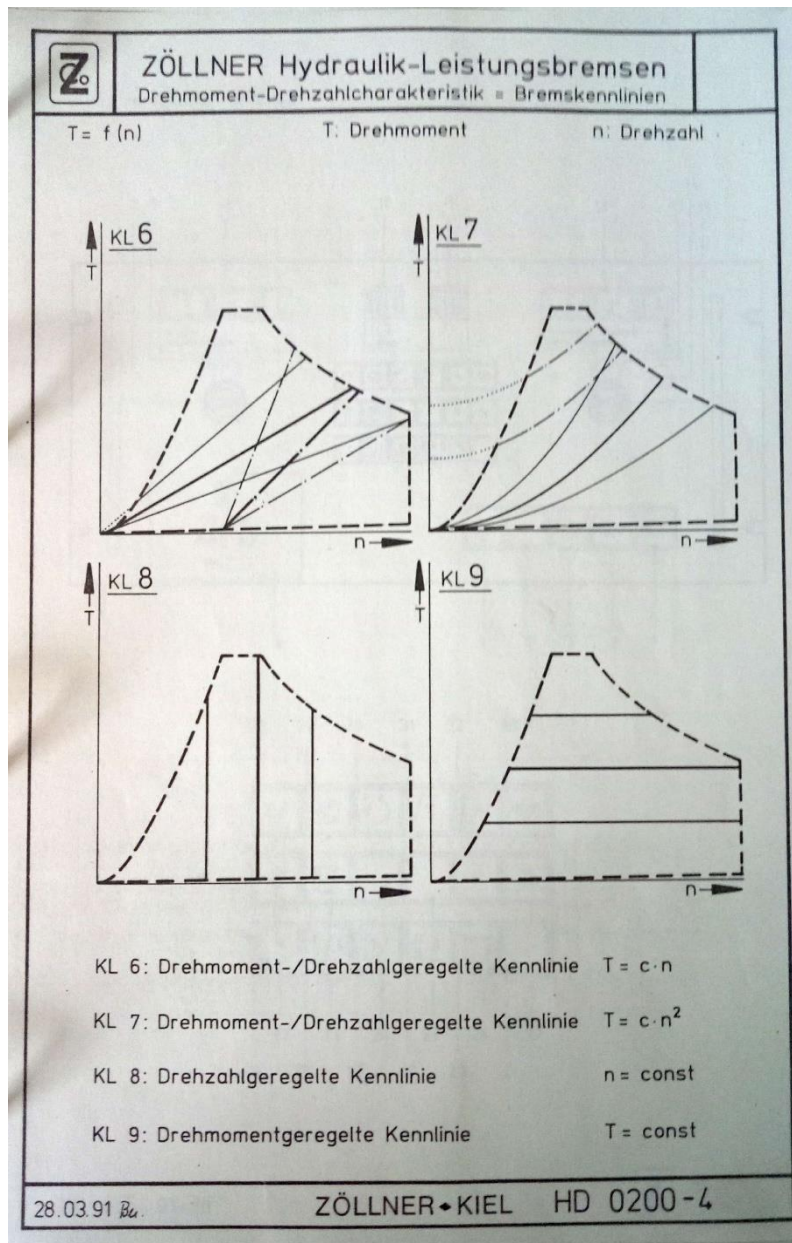 Z Co
ZÖLLNER Hydraulik-Leistungsbremsen
Drehmoment-Drehzahlcharakteristik = Bremskennlinien
T = f (n) T: Drehmoment n: Drehzahl
KL 6 KL 7
T T
n n
KL 8 KL 9
T T
n n
KL 6: Drehmoment-/Drehzahlgeregelte Kennlinie T = c·n
KL 7: Drehmoment-/Drehzahlgeregelte Kennlinie T = c·n²
KL 8: Drehzahlgeregelte Kennlinie n = const
KL 9: Drehmomentgeregelte Kennlinie T = const
28.03.91 Bu. ZÖLLNER ◆ KIEL HD 0200-4